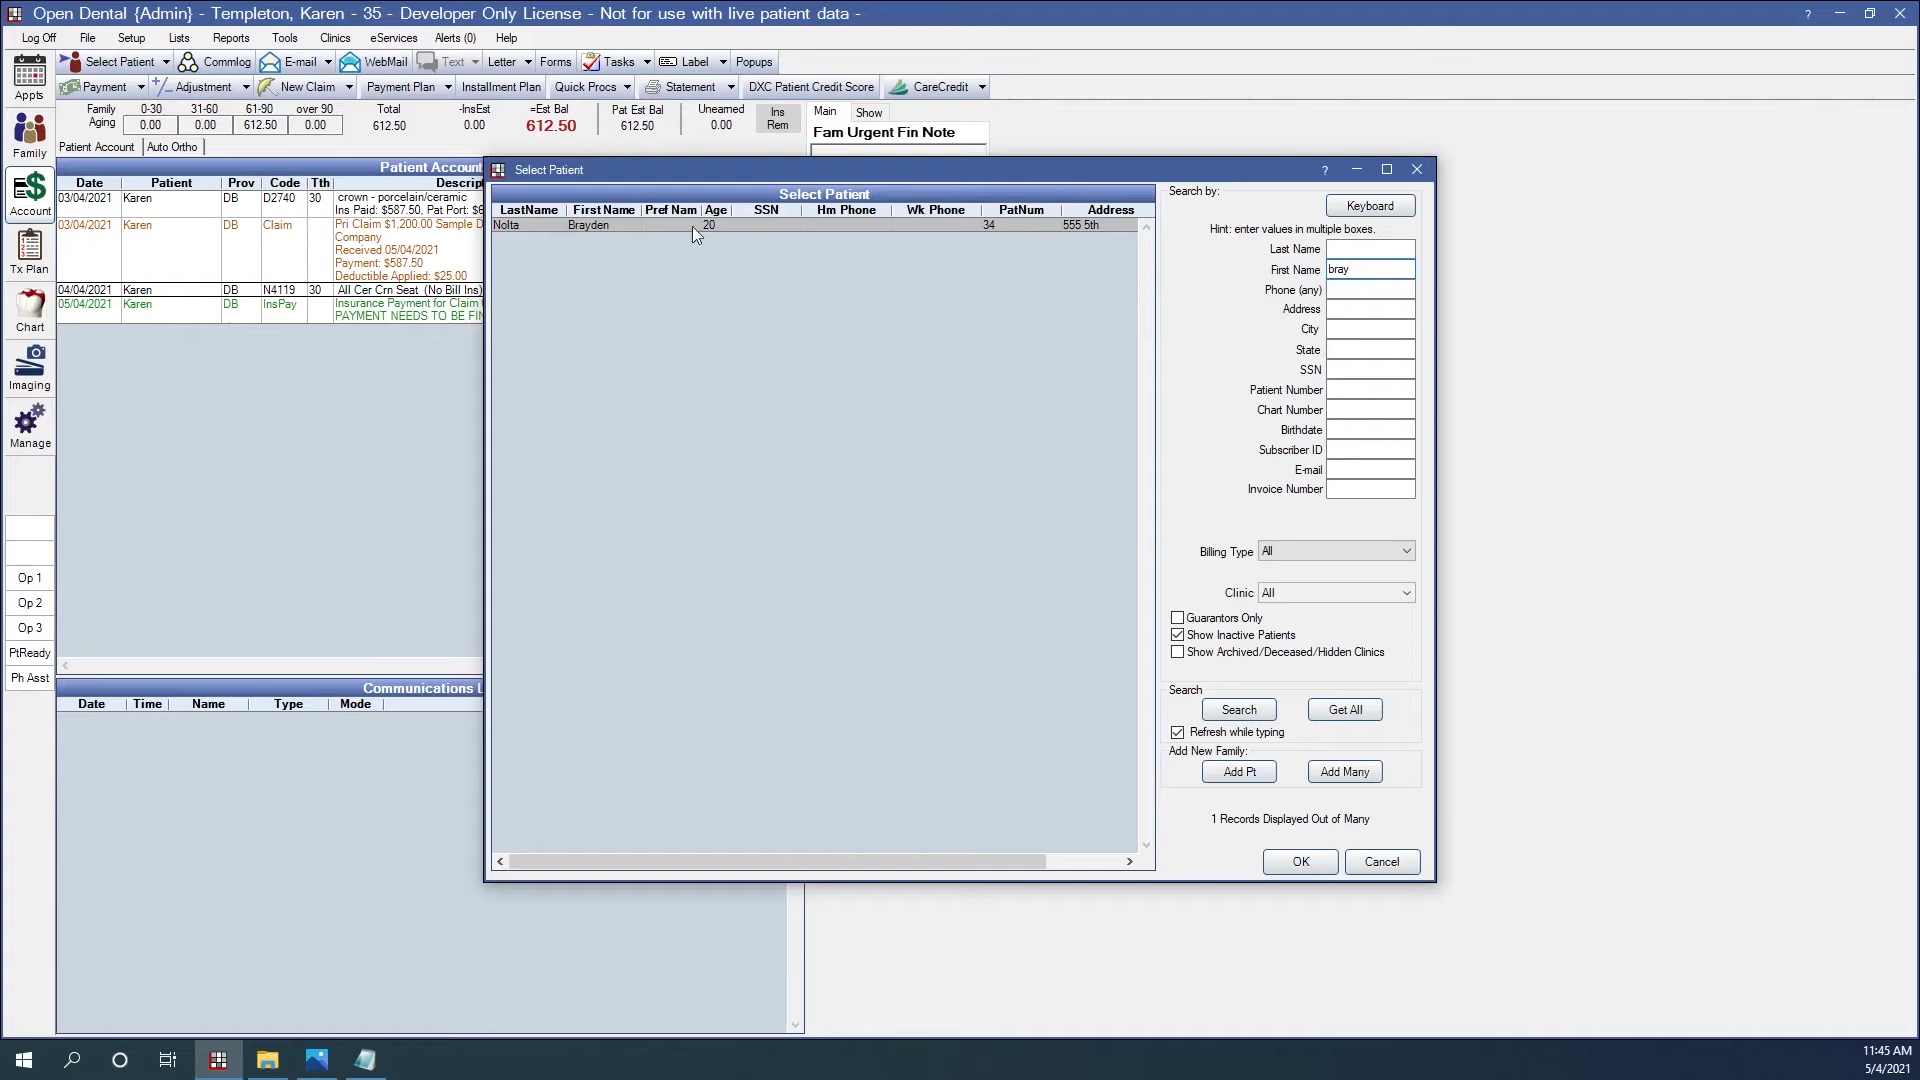 Open Dental {Admin} - Templeton, Karen - 35 - Developer Only License - Not for use with live patient data -
Log Off File Setup Lists Reports Tools Clinics eServices Alerts (0) Help
Select Patient Commlog E-mail WebMail Text Letter Forms Tasks Label Popups
Payment Adjustment New Claim Payment Plan Installment Plan Quick Procs Statement DXC Patient Credit Score CareCredit
Appts
Family
Account
Tx Plan
Chart
Imaging
Manage
Op 1
Op 2
Op 3
PtReady
Ph Asst
Family Aging 0-30 31-60 61-90 over 90 Total -InsEst =Est Bal Pat Est Bal Unearned Ins Rem
0.00 0.00 612.50 0.00 612.50 0.00 612.50 612.50 0.00
Main Show
Fam Urgent Fin Note
Patient Account Auto Ortho
Patient Accoun
Date Patient Prov Code Tth Descrip
03/04/2021 Karen DB D2740 30 crown - porcelain/ceramic
Ins Paid: $587.50, Pat Port: $6
03/04/2021 Karen DB Claim Pri Claim $1,200.00 Sample D
Company
Received 05/04/2021
Payment: $587.50
Deductible Applied: $25.00
04/04/2021 Karen DB N4119 30 All Cer Crn Seat (No Bill Ins)
05/04/2021 Karen DB InsPay Insurance Payment for Claim
PAYMENT NEEDS TO BE FIN
Communications L
Date Time Name Type Mode
Select Patient
Select Patient
LastName First Name Pref Nam Age SSN Hm Phone Wk Phone PatNum Address
Nolta Brayden 20 34 555 5th
Search by:
Keyboard
Hint: enter values in multiple boxes.
Last Name
First Name bray
Phone (any)
Address
City
State
SSN
Patient Number
Chart Number
Birthdate
Subscriber ID
E-mail
Invoice Number
Billing Type All
Clinic All
Guarantors Only
Show Inactive Patients
Show Archived/Deceased/Hidden Clinics
Search
Search Get All
Refresh while typing
Add New Family:
Add Pt Add Many
1 Records Displayed Out of Many
OK Cancel
11:45 AM
5/4/2021